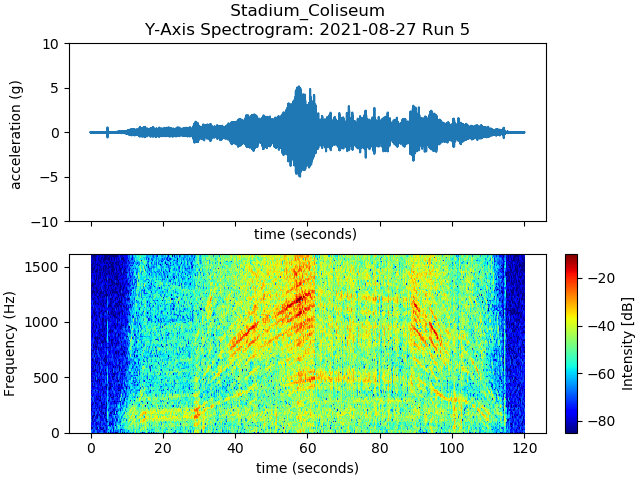 Stadium_Coliseum
Y-Axis Spectrogram: 2021-08-27 Run 5
10
5
0
−5
−10
acceleration (g)
time (seconds)
1500
1000
500
0
Frequency (Hz)
0 20 40 60 80 100 120
time (seconds)
−20
−40
−60
−80
Intensity [dB]